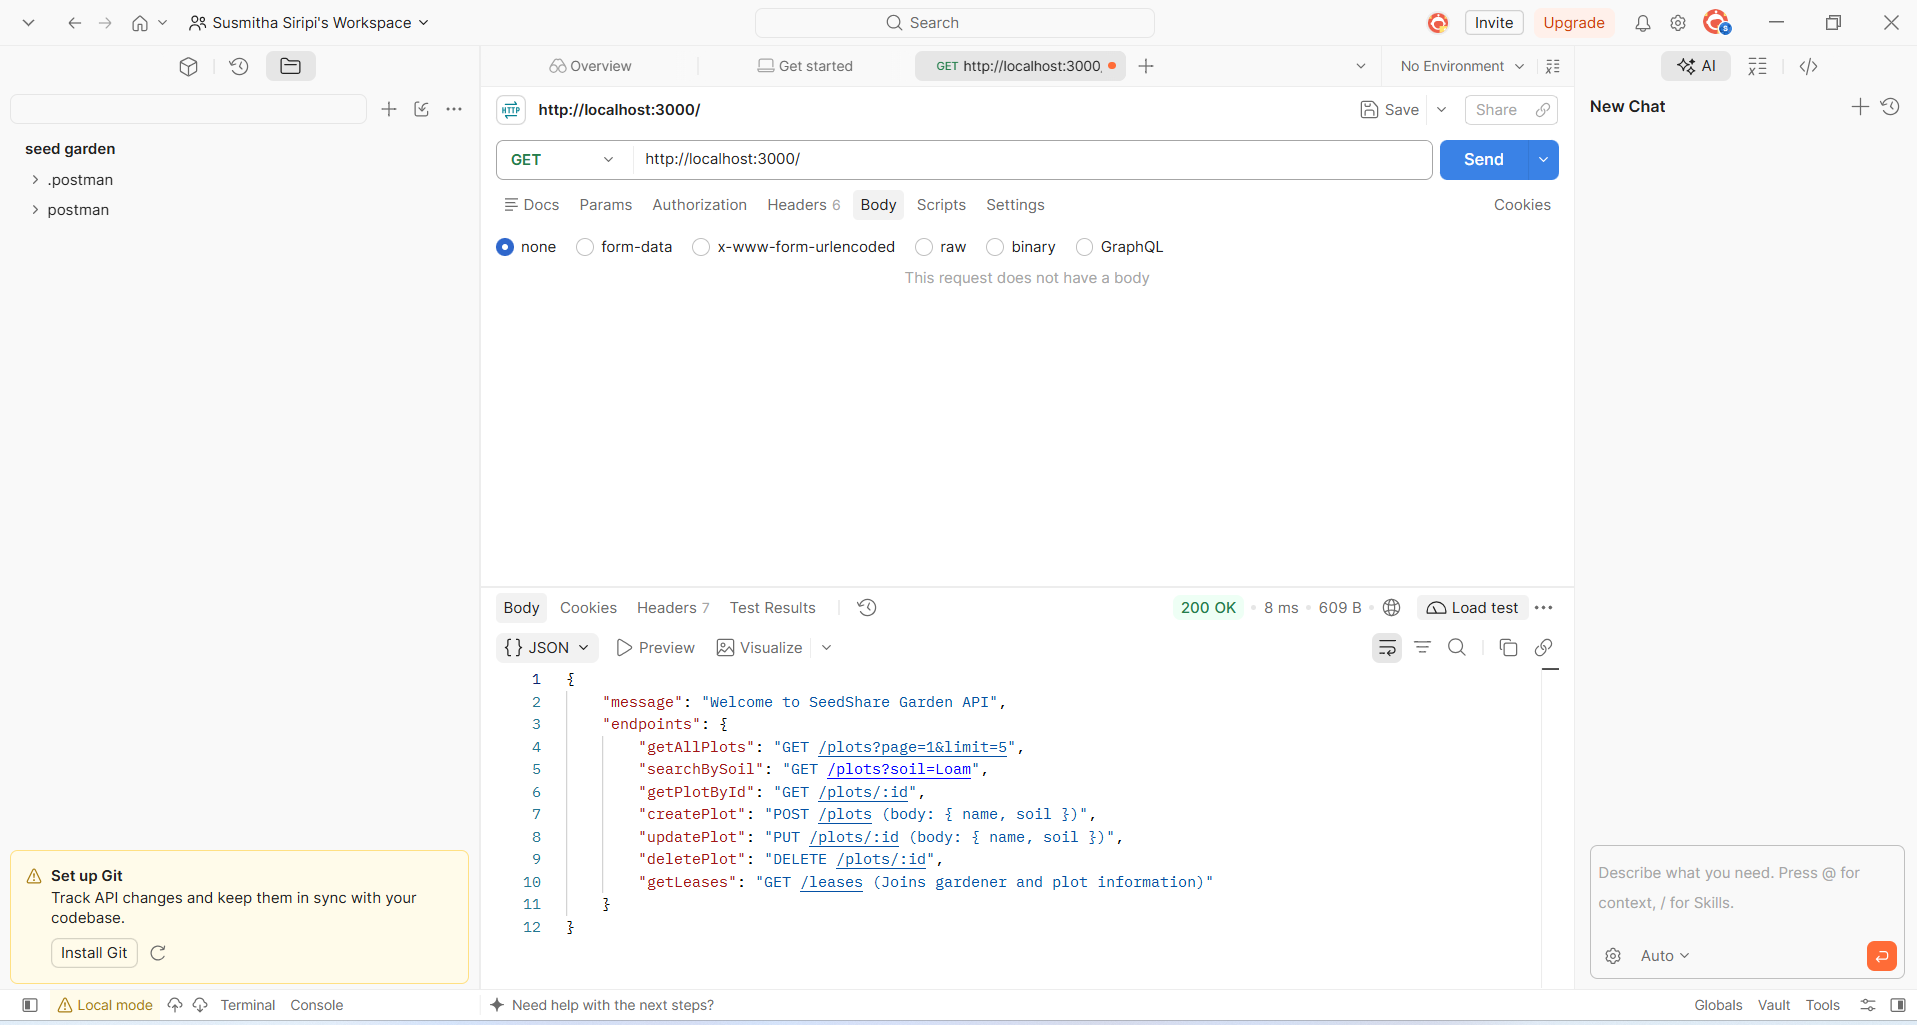 Susmitha Siripi's Workspace
Search
Invite
Upgrade
Overview
Get started
GET http://localhost:3000,
No Environment
AI
HTTP http://localhost:3000/
Save
Share
New Chat
seed garden
.postman
postman
GET http://localhost:3000/
Send
Docs Params Authorization Headers 6 Body Scripts Settings
Cookies
none form-data x-www-form-urlencoded raw binary GraphQL
This request does not have a body
Body Cookies Headers 7 Test Results
200 OK 8 ms 609 B Load test
{} JSON Preview Visualize
1 {
2 "message": "Welcome to SeedShare Garden API",
3 "endpoints": {
4 "getAllPlots": "GET /plots?page=1&limit=5",
5 "searchBySoil": "GET /plots?soil=Loam",
6 "getPlotById": "GET /plots/:id",
7 "createPlot": "POST /plots (body: { name, soil })",
8 "updatePlot": "PUT /plots/:id (body: { name, soil })",
9 "deletePlot": "DELETE /plots/:id",
10 "getLeases": "GET /leases (Joins gardener and plot information)"
11 }
12 }
Set up Git
Track API changes and keep them in sync with your
codebase.
Install Git
Describe what you need. Press @ for
context, / for Skills.
Auto
Local mode
Terminal
Console
Need help with the next steps?
Globals
Vault
Tools